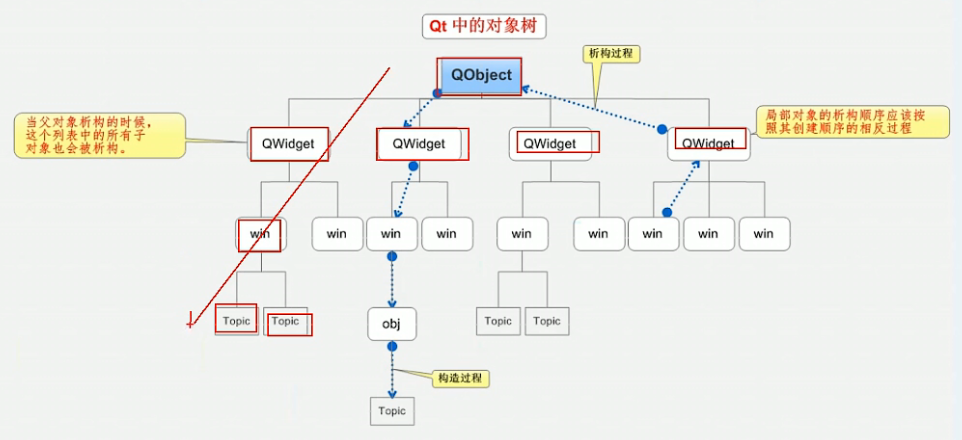 Qt 中的对象树
析构过程
QObject
当父对象析构的时候，
这个列表中的所有子
对象也会被析构。
局部对象的析构顺序应该按
照其创建顺序的相反过程
QWidget
QWidget
QWidget
QWidget
win
win
win
win
win
win
win
win
win
Topic
Topic
obj
Topic
Topic
构造过程
Topic